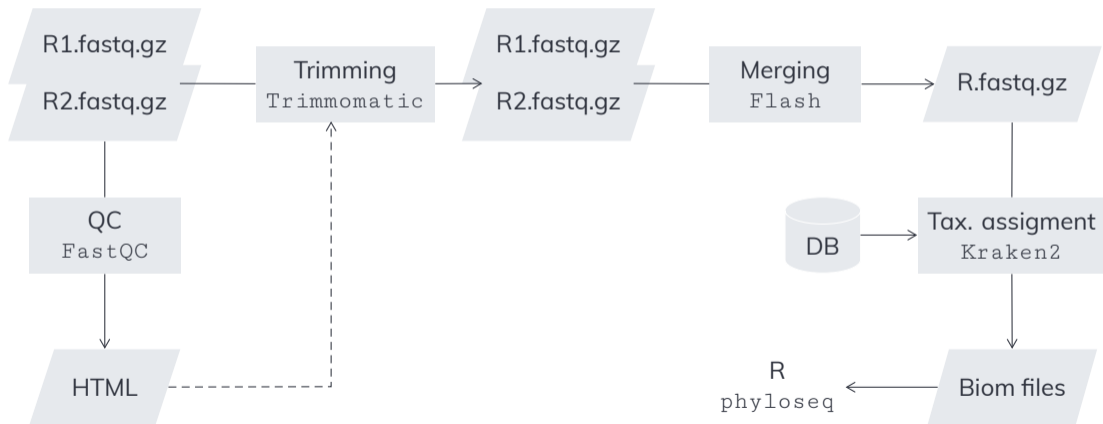 R1.fastq.gz
R2.fastq.gz
Trimming
Trimmomatic
R1.fastq.gz
R2.fastq.gz
Merging
Flash
R.fastq.gz
QC
FastQC
DB
Tax. assigment
Kraken2
HTML
R
phyloseq
Biom files